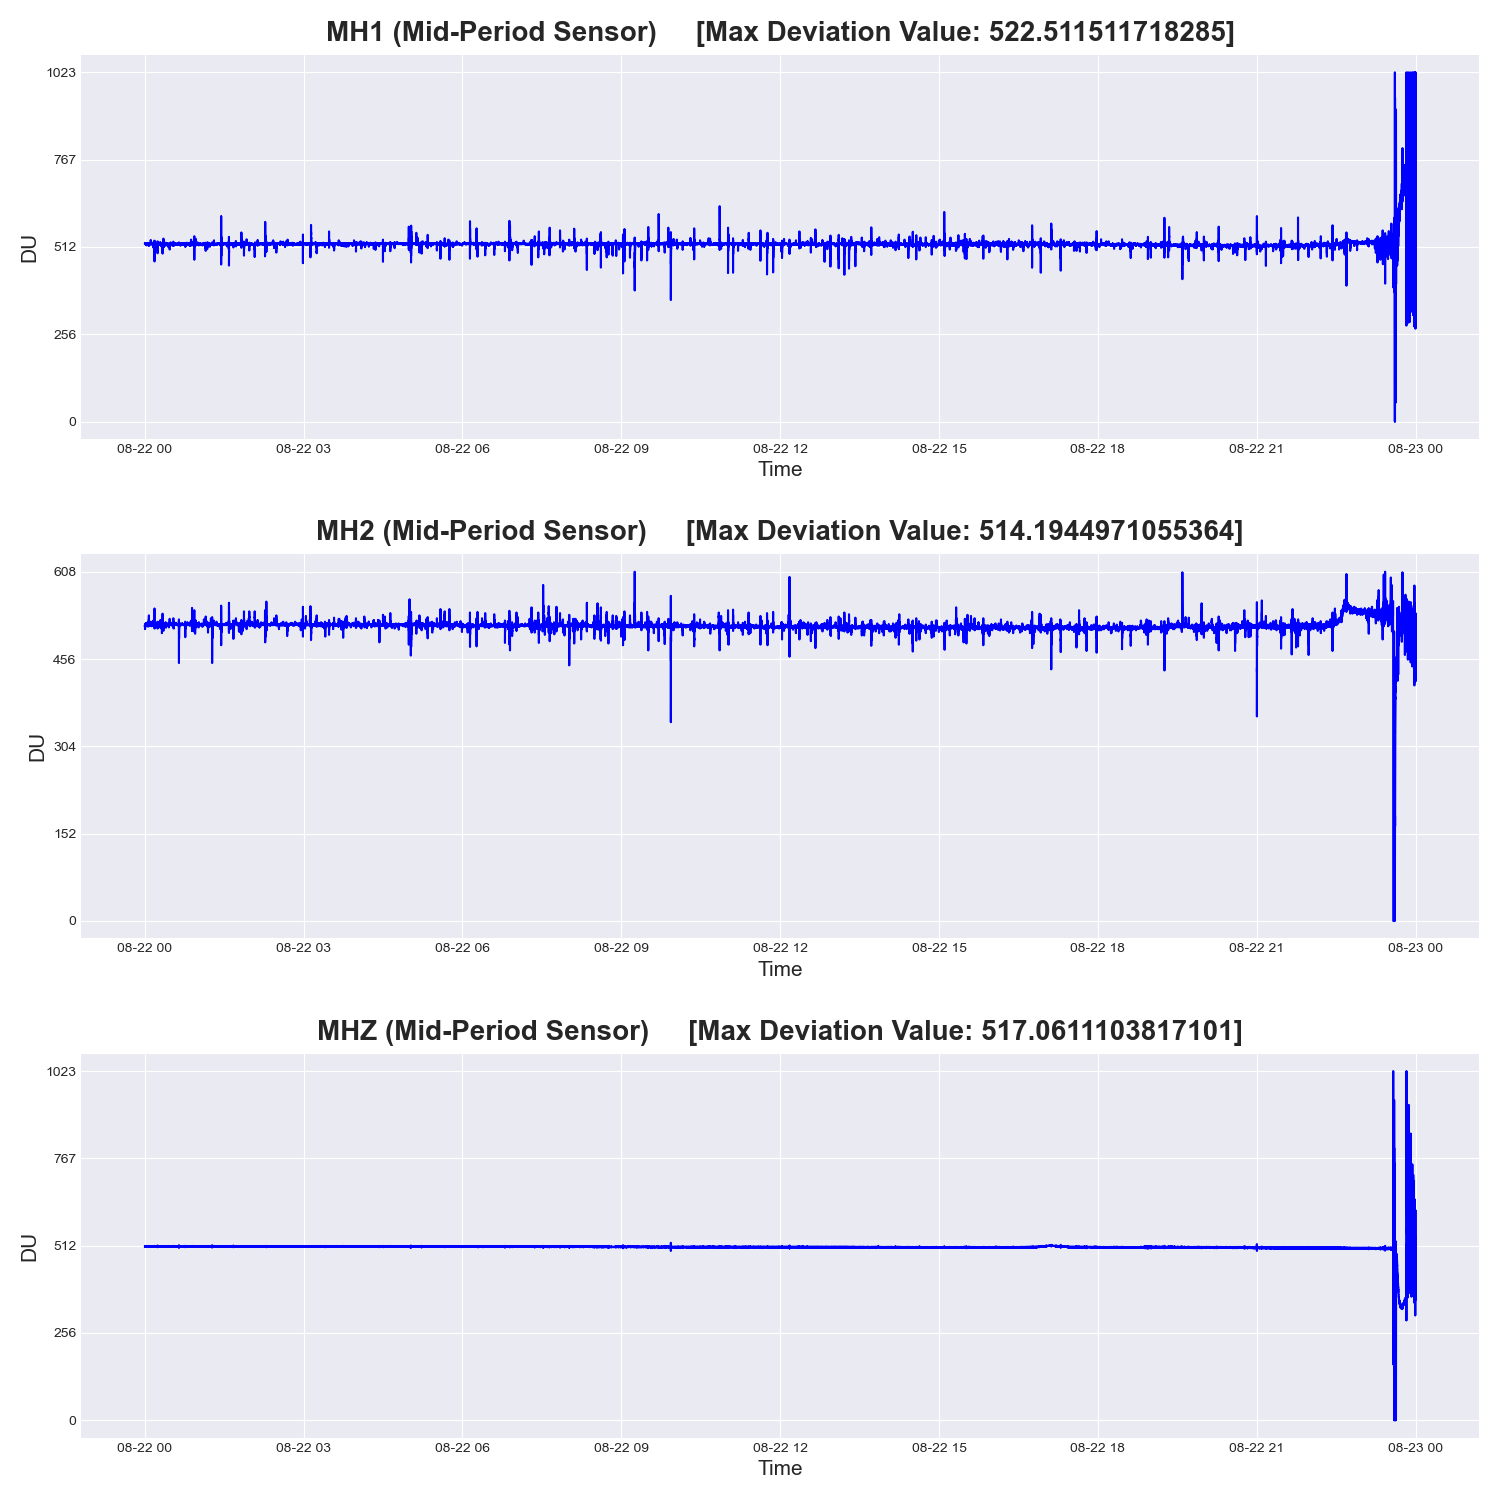 MH1 (Mid-Period Sensor) [Max Deviation Value: 522.511511718285]
1023
767
512
256
0
DU
08-22 00 08-22 03 08-22 06 08-22 09 08-22 12 08-22 15 08-22 18 08-22 21 08-23 00
Time
MH2 (Mid-Period Sensor) [Max Deviation Value: 514.1944971055364]
608
456
304
152
0
DU
08-22 00 08-22 03 08-22 06 08-22 09 08-22 12 08-22 15 08-22 18 08-22 21 08-23 00
Time
MHZ (Mid-Period Sensor) [Max Deviation Value: 517.0611103817101]
1023
767
512
256
0
DU
08-22 00 08-22 03 08-22 06 08-22 09 08-22 12 08-22 15 08-22 18 08-22 21 08-23 00
Time